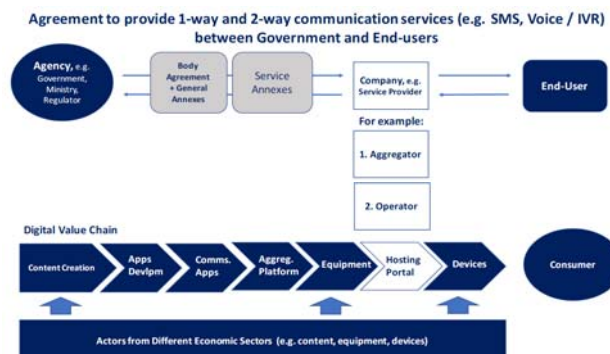 Agreement to provide 1-way and 2-way communication services (e.g. SMS, Voice / IVR)
between Government and End-users
Agency, e.g.
Government,
Ministry,
Regulator
Body
Agreement
+ General
Annexes
Service
Annexes
Company, e.g.
Service Provider
End-User
For example:
1. Aggregator
2. Operator
Digital Value Chain
Content Creation
Apps
Devlpm
Comms.
Apps
Aggreg.
Platform
Equipment
Hosting
Portal
Devices
Consumer
Actors from Different Economic Sectors (e.g. content, equipment, devices)